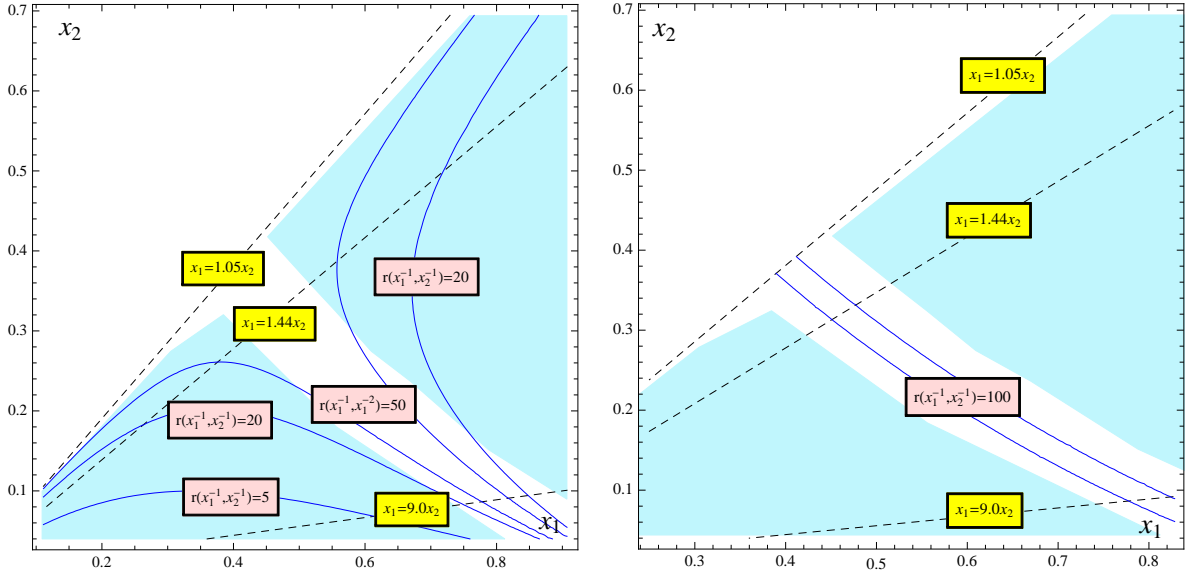 x₂
x₁=1.05x₂
x₁=1.44x₂
r(x₁⁻¹,x₂⁻¹)=20
r(x₁⁻¹,x₁⁻²)=50
r(x₁⁻¹,x₂⁻¹)=20
r(x₁⁻¹,x₂⁻¹)=5
x₁=9.0x₂
x₁
0.7
0.6
0.5
0.4
0.3
0.2
0.1
0.2 0.4 0.6 0.8
x₂
x₁=1.05x₂
x₁=1.44x₂
r(x₁⁻¹,x₂⁻¹)=100
x₁=9.0x₂
x₁
0.7
0.6
0.5
0.4
0.3
0.2
0.1
0.3 0.4 0.5 0.6 0.7 0.8